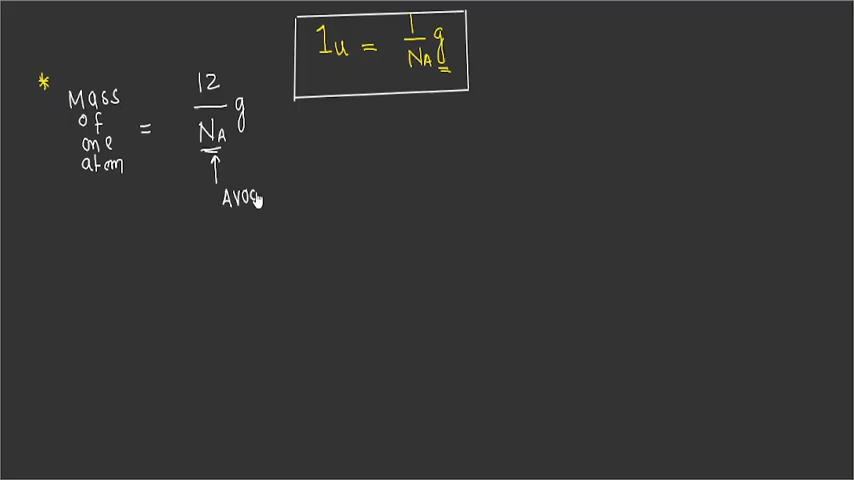 1u = 1/NA g
* Mass
of
one
atom
= 12/NA g
AVOG